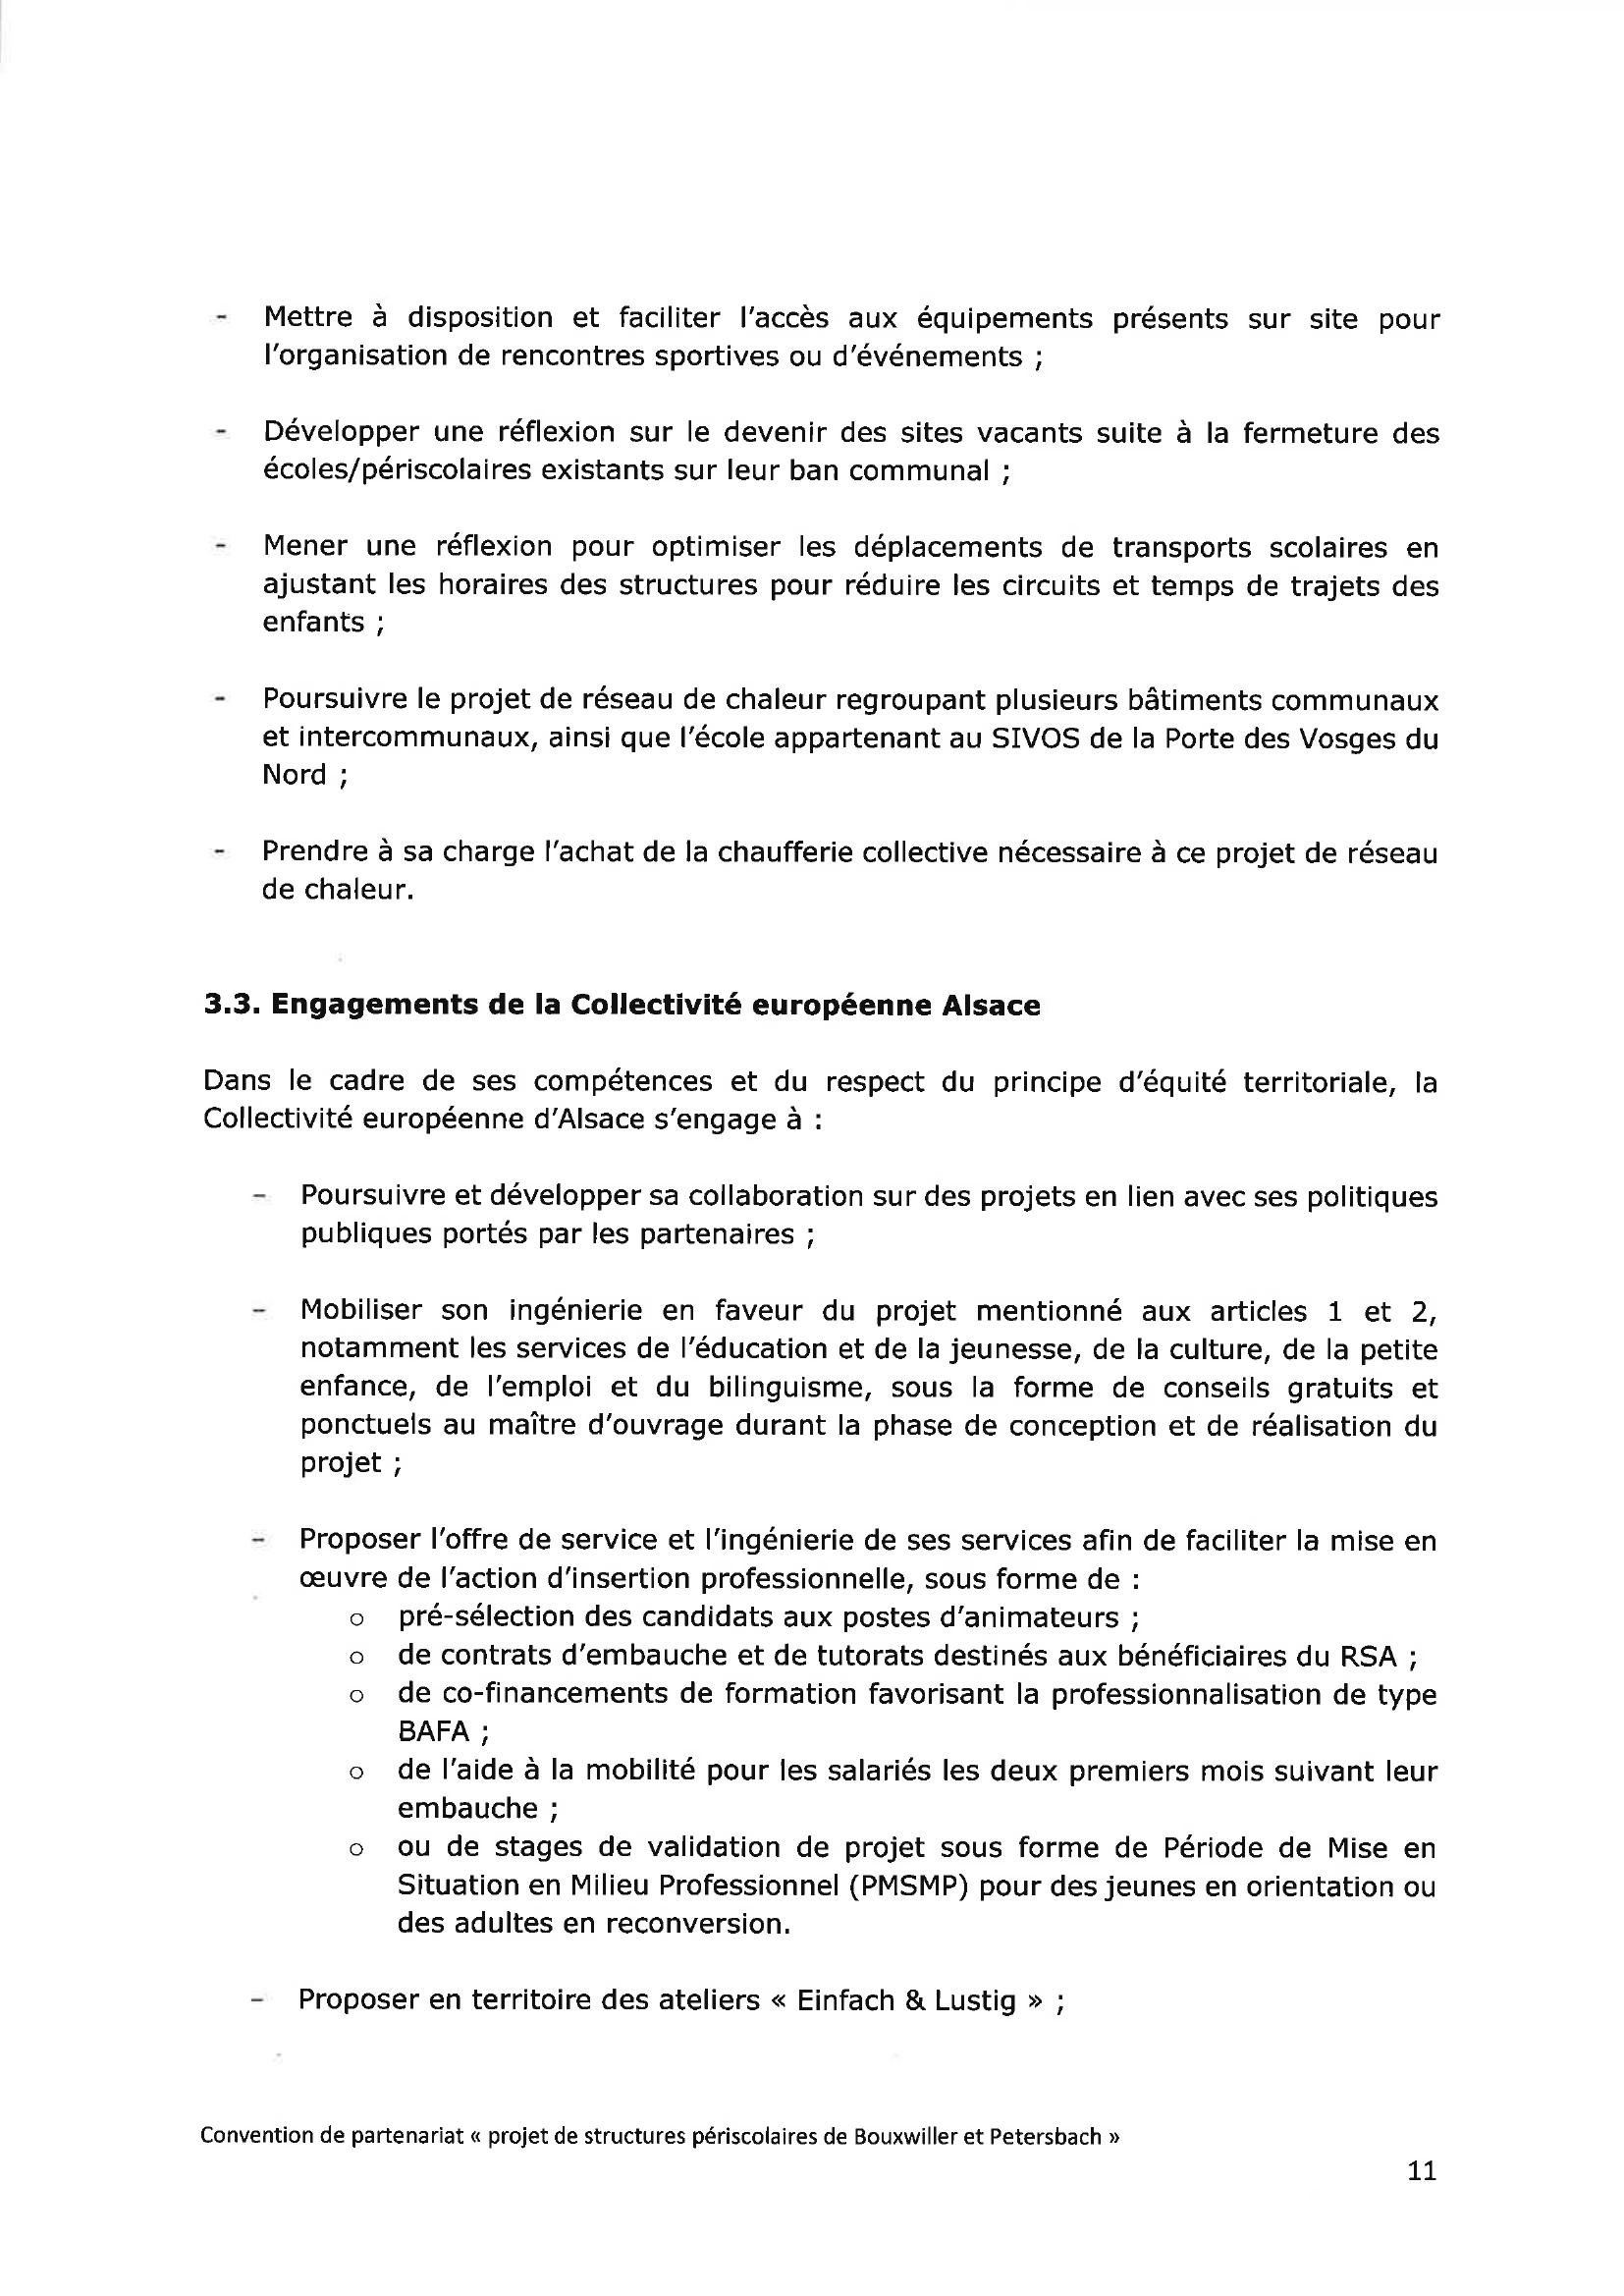 - Mettre à disposition et faciliter l'accès aux équipements présents sur site pour
l'organisation de rencontres sportives ou d'événements ;
- Développer une réflexion sur le devenir des sites vacants suite à la fermeture des
écoles/périscolaires existants sur leur ban communal ;
- Mener une réflexion pour optimiser les déplacements de transports scolaires en
ajustant les horaires des structures pour réduire les circuits et temps de trajets des
enfants ;
- Poursuivre le projet de réseau de chaleur regroupant plusieurs bâtiments communaux
et intercommunaux, ainsi que l'école appartenant au SIVOS de la Porte des Vosges du
Nord ;
- Prendre à sa charge l'achat de la chaufferie collective nécessaire à ce projet de réseau
de chaleur.
3.3. Engagements de la Collectivité européenne Alsace
Dans le cadre de ses compétences et du respect du principe d'équité territoriale, la
Collectivité européenne d'Alsace s'engage à :
- Poursuivre et développer sa collaboration sur des projets en lien avec ses politiques
publiques portés par les partenaires ;
- Mobiliser son ingénierie en faveur du projet mentionné aux articles 1 et 2,
notamment les services de l'éducation et de la jeunesse, de la culture, de la petite
enfance, de l'emploi et du bilinguisme, sous la forme de conseils gratuits et
ponctuels au maître d'ouvrage durant la phase de conception et de réalisation du
projet ;
- Proposer l'offre de service et l'ingénierie de ses services afin de faciliter la mise en
œuvre de l'action d'insertion professionnelle, sous forme de :
o pré-sélection des candidats aux postes d'animateurs ;
o de contrats d'embauche et de tutorats destinés aux bénéficiaires du RSA ;
o de co-financements de formation favorisant la professionnalisation de type
BAFA ;
o de l'aide à la mobilité pour les salariés les deux premiers mois suivant leur
embauche ;
o ou de stages de validation de projet sous forme de Période de Mise en
Situation en Milieu Professionnel (PMSMP) pour des jeunes en orientation ou
des adultes en reconversion.
- Proposer en territoire des ateliers « Einfach & Lustig » ;
Convention de partenariat « projet de structures périscolaires de Bouxwiller et Petersbach »
11